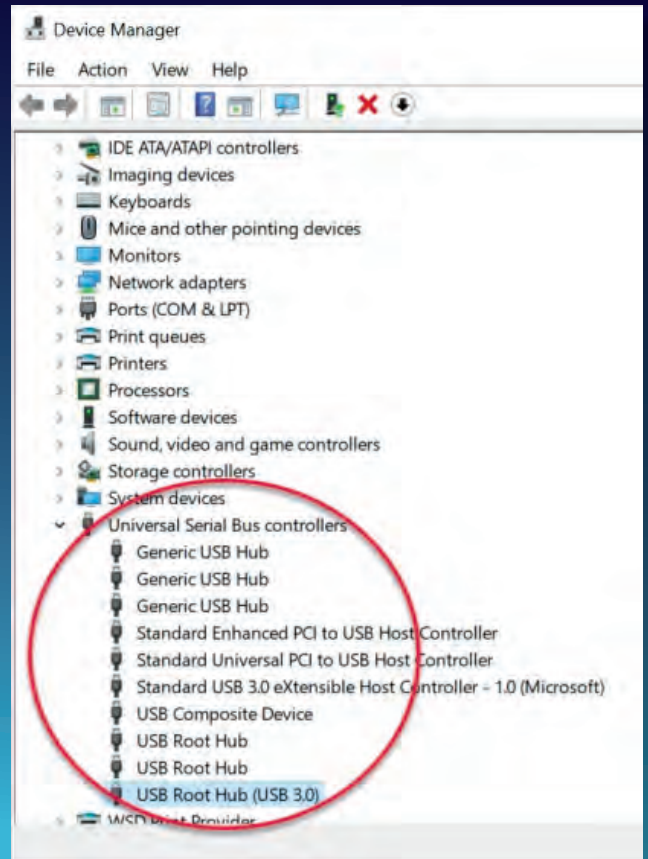 Device Manager
File Action View Help
IDE ATA/ATAPI controllers
Imaging devices
Keyboards
Mice and other pointing devices
Monitors
Network adapters
Ports (COM & LPT)
Print queues
Printers
Processors
Software devices
Sound, video and game controllers
Storage controllers
System devices
Universal Serial Bus controllers
Generic USB Hub
Generic USB Hub
Generic USB Hub
Standard Enhanced PCI to USB Host Controller
Standard Universal PCI to USB Host Controller
Standard USB 3.0 eXtensible Host Controller - 1.0 (Microsoft)
USB Composite Device
USB Root Hub
USB Root Hub
USB Root Hub (USB 3.0)
WSD Print Provider